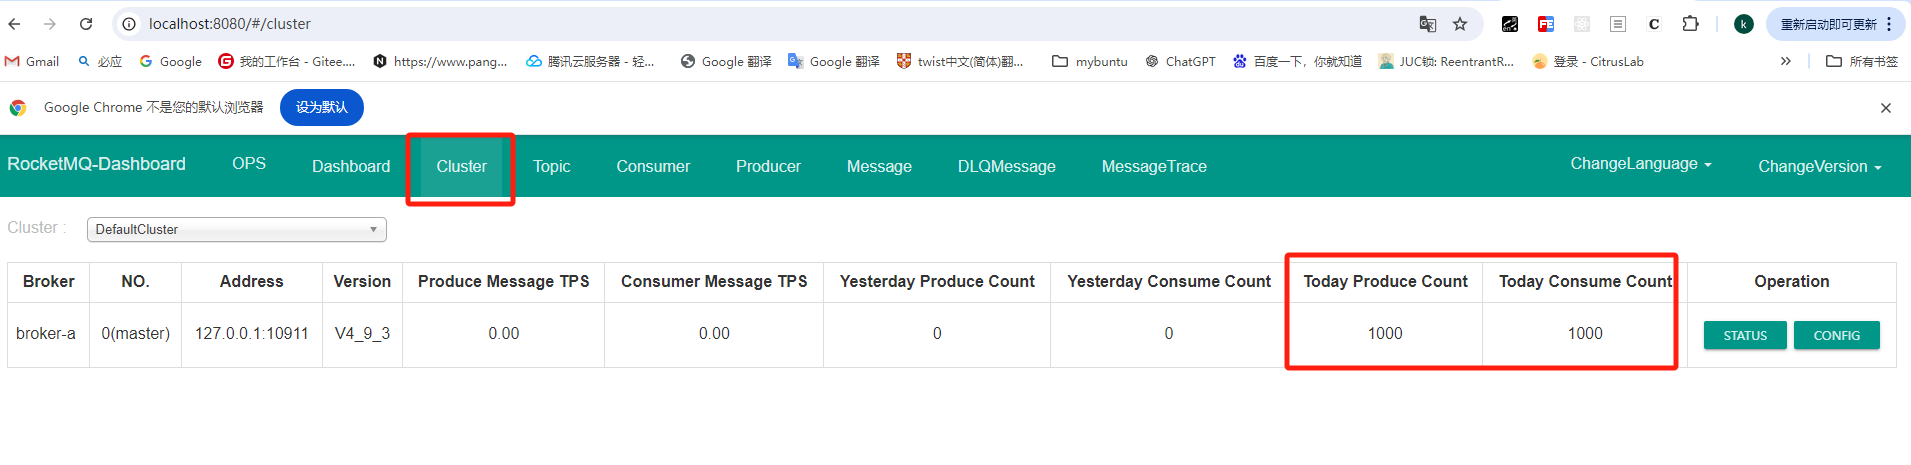 localhost:8080/#/cluster
k
重新启动即可更新
Gmail
必应
Google
我的工作台 - Gitee....
https://www.pang...
腾讯云服务器 - 轻...
Google 翻译
Google 翻译
twist中文(简体)翻...
mybuntu
ChatGPT
百度一下，你就知道
JUC锁: ReentrantR...
登录 - CitrusLab
»
所有书签
Google Chrome 不是您的默认浏览器
设为默认
RocketMQ-Dashboard
OPS
Dashboard
Cluster
Topic
Consumer
Producer
Message
DLQMessage
MessageTrace
ChangeLanguage
ChangeVersion
Cluster :
DefaultCluster
Broker NO. Address Version Produce Message TPS Consumer Message TPS Yesterday Produce Count Yesterday Consume Count Today Produce Count Today Consume Count Operation
broker-a 0(master) 127.0.0.1:10911 V4_9_3 0.00 0.00 0 0 1000 1000 STATUS CONFIG